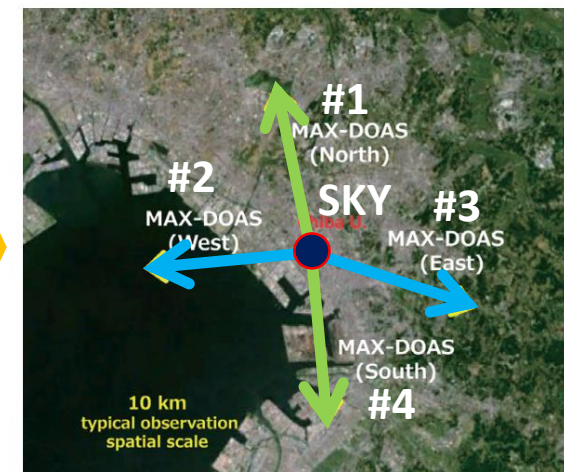 #1
MAX-DOAS
(North)
#2
MAX-DOAS
(West)
SKY
#3
MAX-DOAS
(East)
MAX-DOAS
(South)
#4
10 km
typical observation
spatial scale